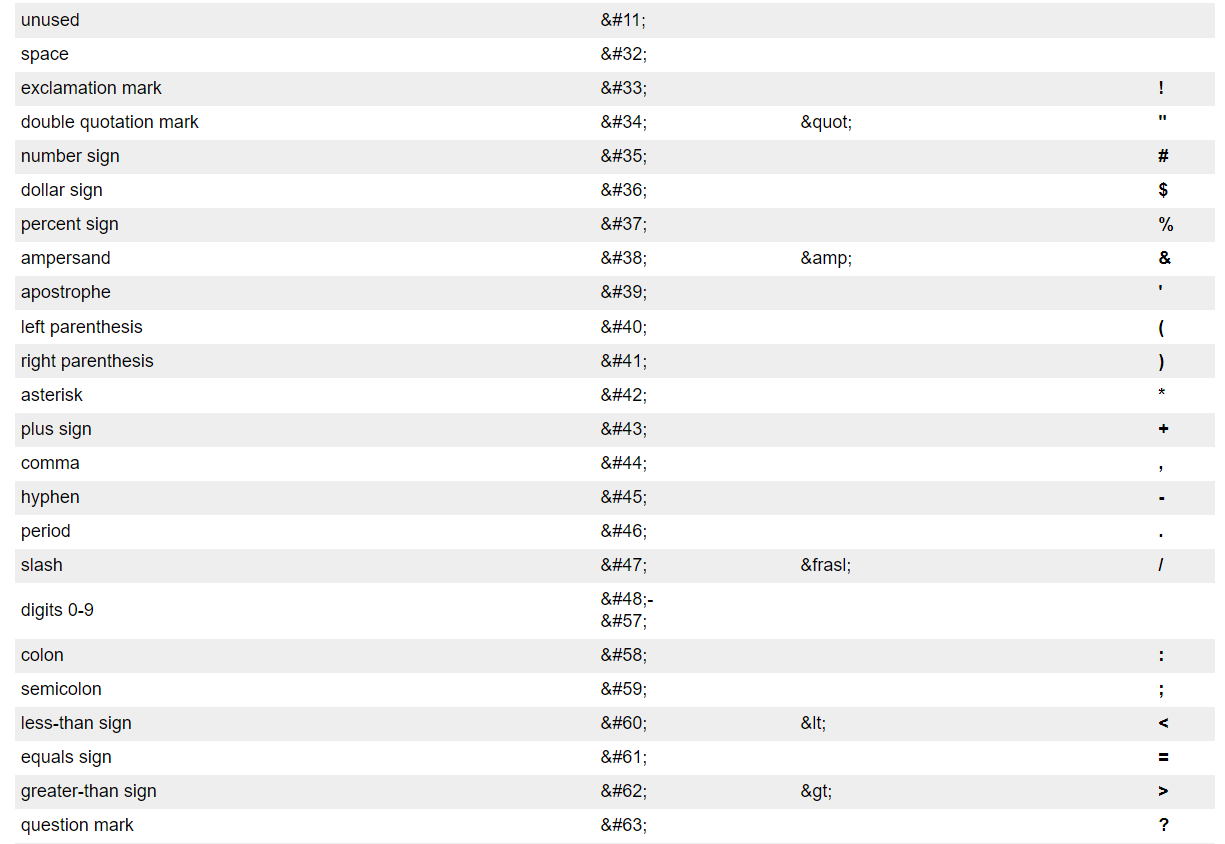 unused &#11;
space &#32;
exclamation mark &#33; !
double quotation mark &#34; &quot; "
number sign &#35; #
dollar sign &#36; $
percent sign &#37; %
ampersand &#38; &amp; &
apostrophe &#39; '
left parenthesis &#40; (
right parenthesis &#41; )
asterisk &#42; *
plus sign &#43; +
comma &#44; ,
hyphen &#45; -
period &#46; .
slash &#47; &frasl; /
digits 0-9 &#48;-
&#57;
colon &#58; :
semicolon &#59; ;
less-than sign &#60; &lt; <
equals sign &#61; =
greater-than sign &#62; &gt; >
question mark &#63; ?